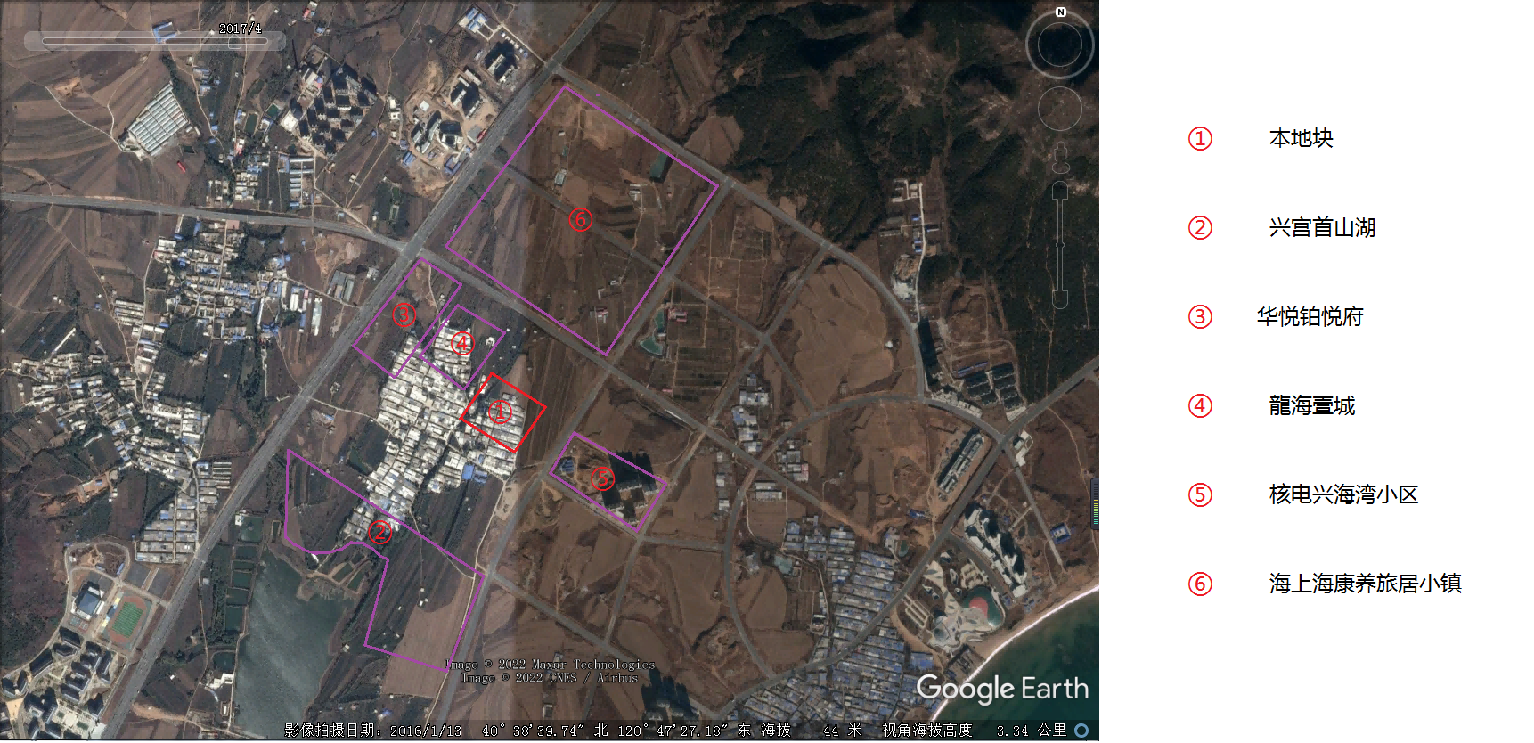 2017/4
N
① 本地块
② 兴宫首山湖
③ 华悦铂悦府
④ 龍海壹城
⑤ 核电兴海湾小区
⑥ 海上海康养旅居小镇
⑥
③
④
①
⑤
②
Image © 2022 Maxar Technologies
Image © 2022 CNES / Airbus
Google Earth
影像拍摄日期: 2016/1/13 40°38'39.74" 北 120°47'27.13" 东 海拔 44 米 视角海拔高度 3.34 公里